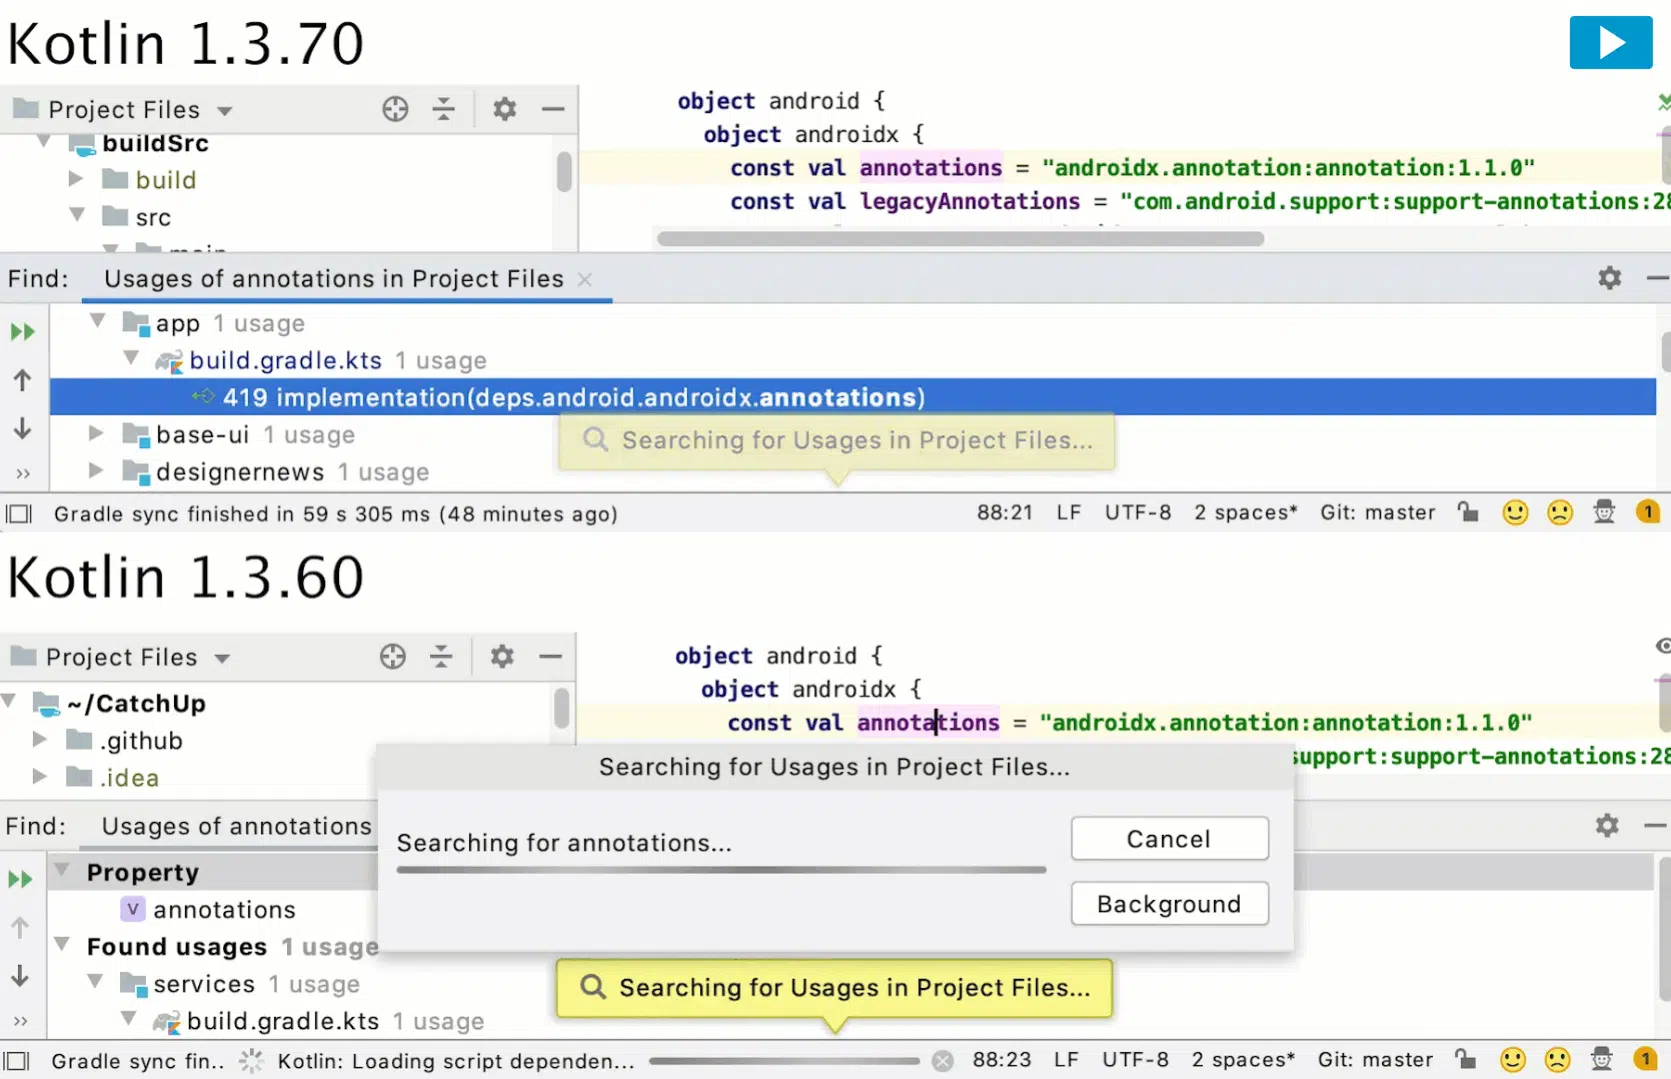 Kotlin 1.3.70
Project Files
buildSrc
build
src
main
object android {
object androidx {
const val annotations = "androidx.annotation:annotation:1.1.0"
const val legacyAnnotations = "com.android.support:support-annotations:28
Find: Usages of annotations in Project Files
app 1 usage
build.gradle.kts 1 usage
419 implementation(deps.android.androidx.annotations)
base-ui 1 usage
designernews 1 usage
Searching for Usages in Project Files...
Gradle sync finished in 59 s 305 ms (48 minutes ago) 88:21 LF UTF-8 2 spaces* Git: master 1
Kotlin 1.3.60
Project Files
~/CatchUp
.github
.idea
object android {
object androidx {
const val annotations = "androidx.annotation:annotation:1.1.0"
support:support-annotations:28
Find: Usages of annotations
Searching for Usages in Project Files...
Searching for annotations...
Cancel
Background
Property
v annotations
Found usages 1 usage
services 1 usage
build.gradle.kts 1 usage
Searching for Usages in Project Files...
Gradle sync fin.. Kotlin: Loading script dependen... 88:23 LF UTF-8 2 spaces* Git: master 1